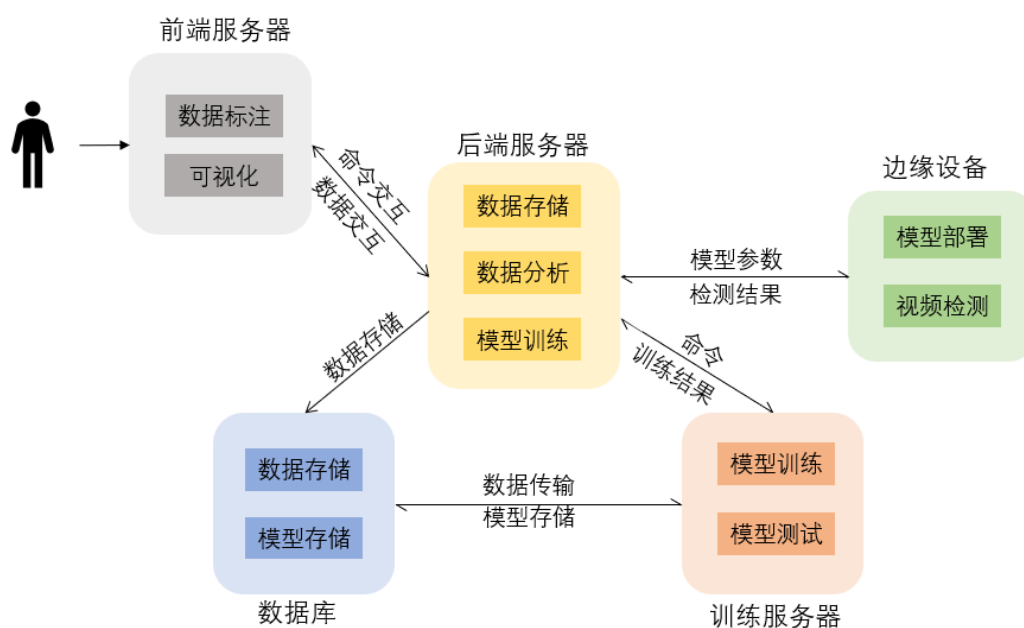 前端服务器
数据标注
可视化
命令交互
数据交互
后端服务器
数据存储
数据分析
模型训练
边缘设备
模型部署
视频检测
模型参数
检测结果
数据存储
命令
训练结果
数据存储
模型存储
数据库
数据传输
模型存储
模型训练
模型测试
训练服务器